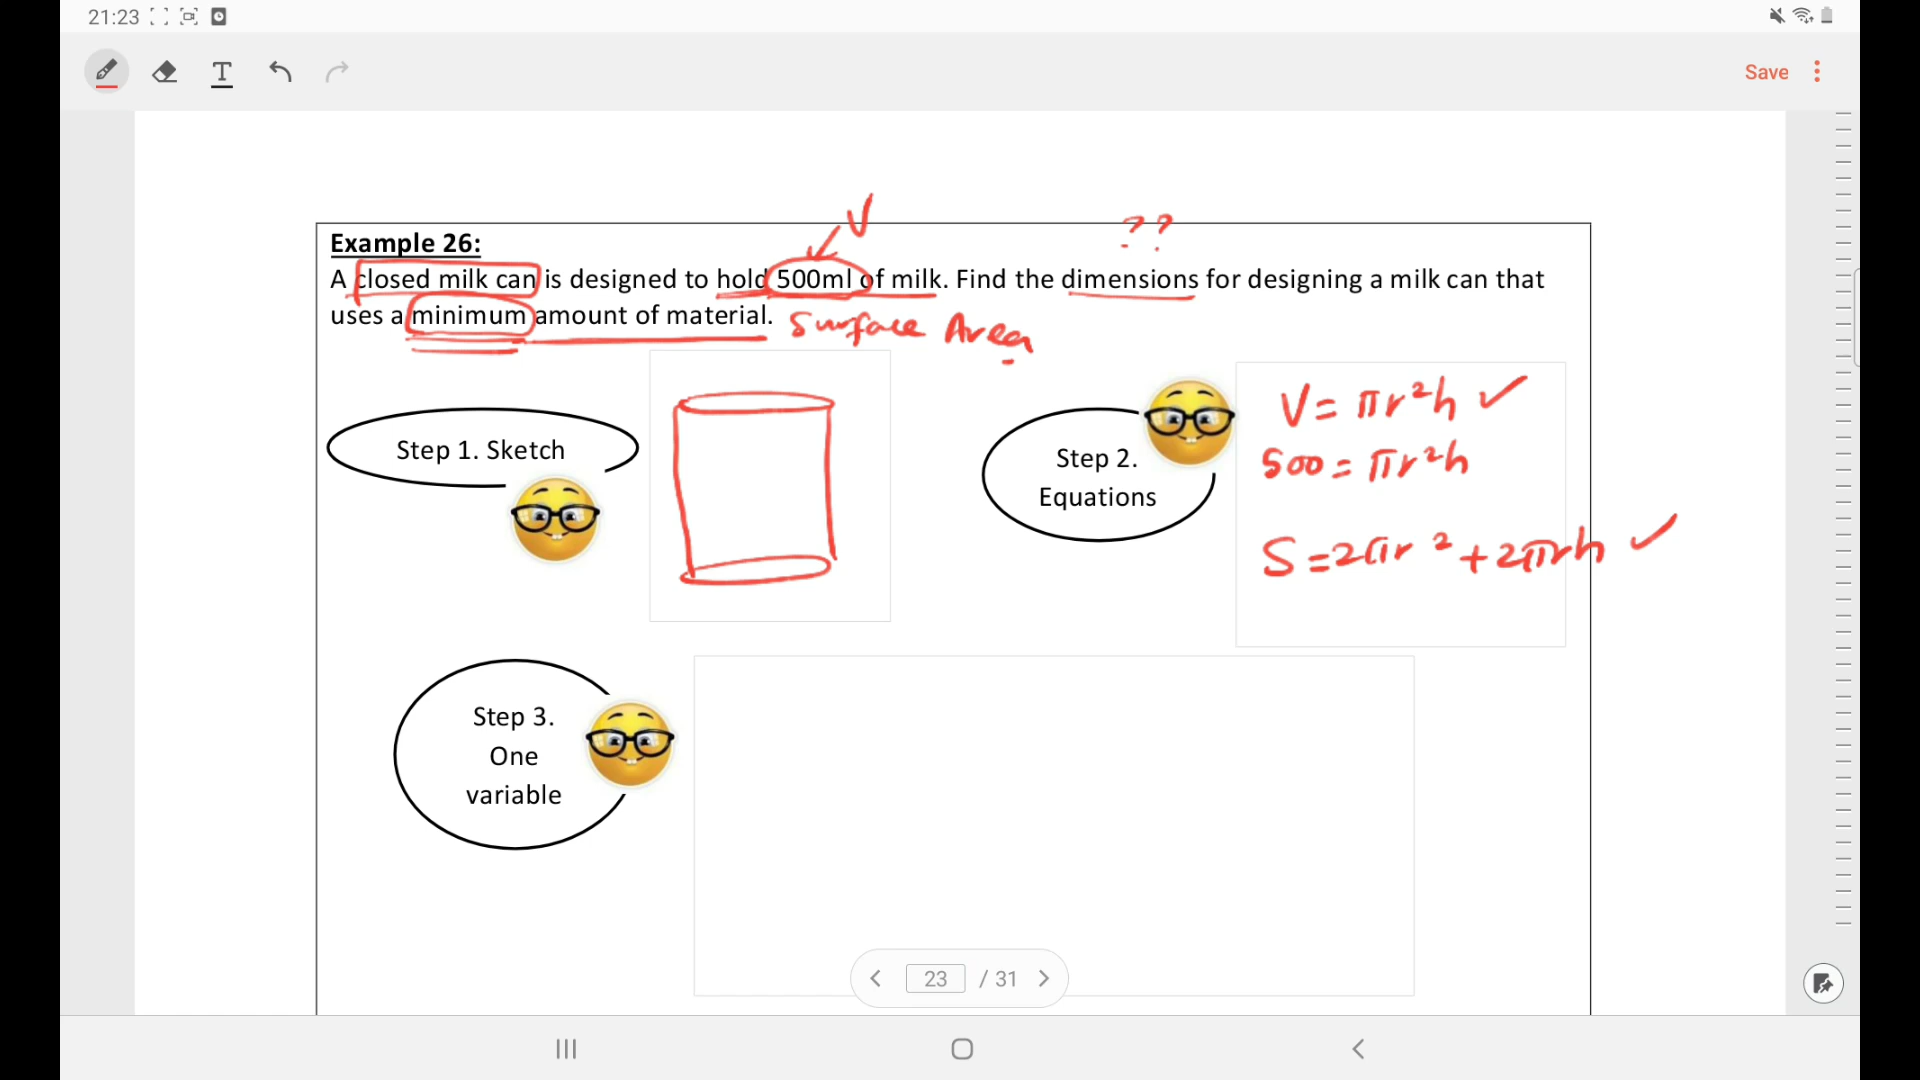 21:23
Save
V
??
Example 26:
A closed milk can is designed to hold 500ml of milk. Find the dimensions for designing a milk can that
uses a minimum amount of material. Surface Area
Step 1. Sketch
Step 2.
Equations
V = πr²h ✓
500 = πr²h
S = 2πr² + 2πrh ✓
Step 3.
One
variable
23 / 31